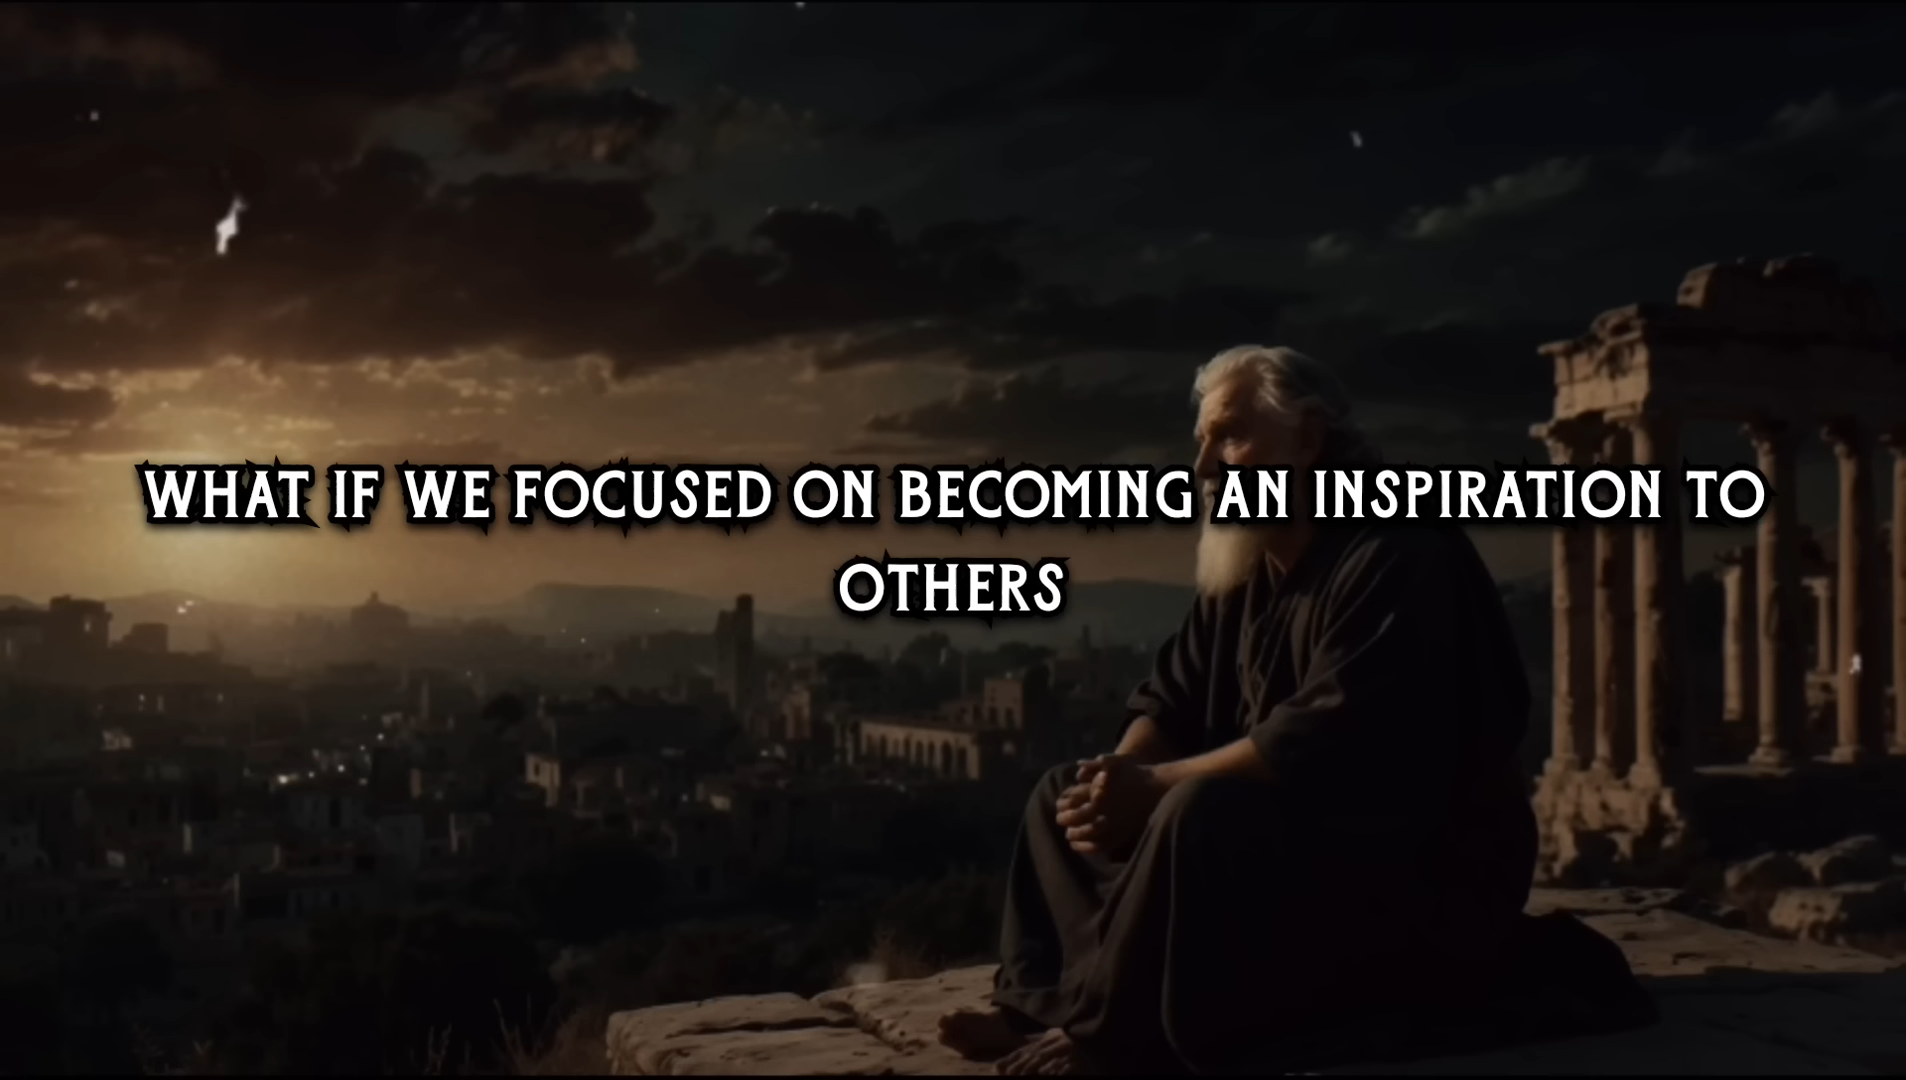 WHAT IF WE FOCUSED ON BECOMING AN INSPIRATION TO
OTHERS